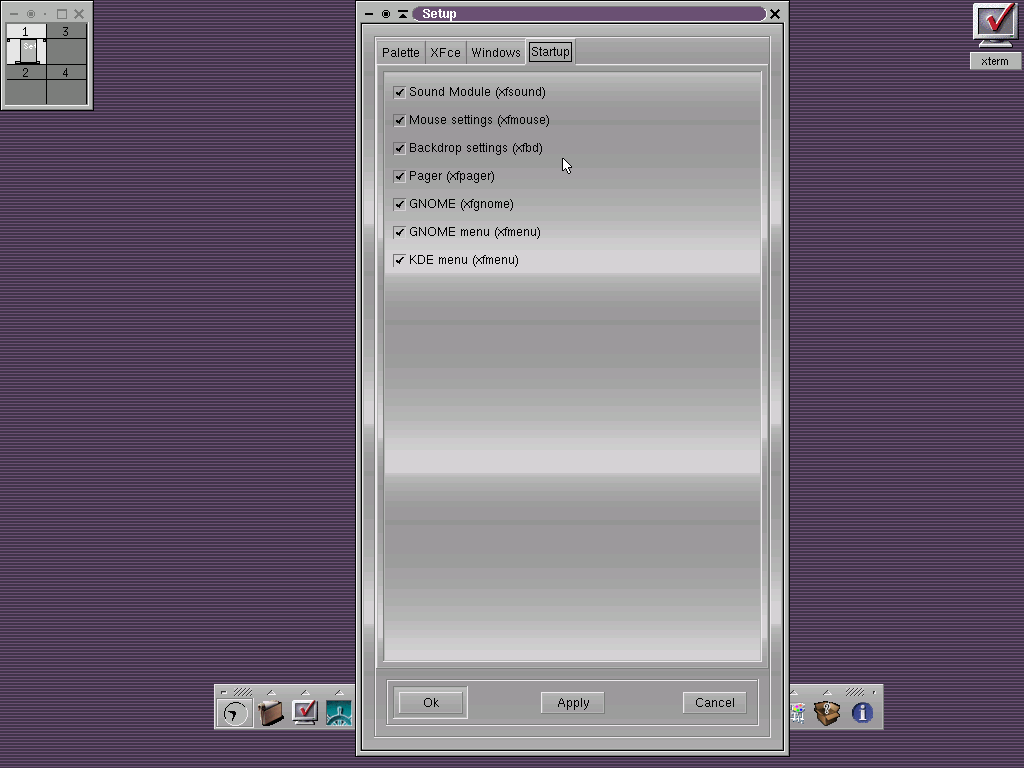 Setup
1 3
Set
2 4
xterm
Palette XFce Windows Startup
Sound Module (xfsound)
Mouse settings (xfmouse)
Backdrop settings (xfbd)
Pager (xfpager)
GNOME (xfgnome)
GNOME menu (xfmenu)
KDE menu (xfmenu)
Ok Apply Cancel